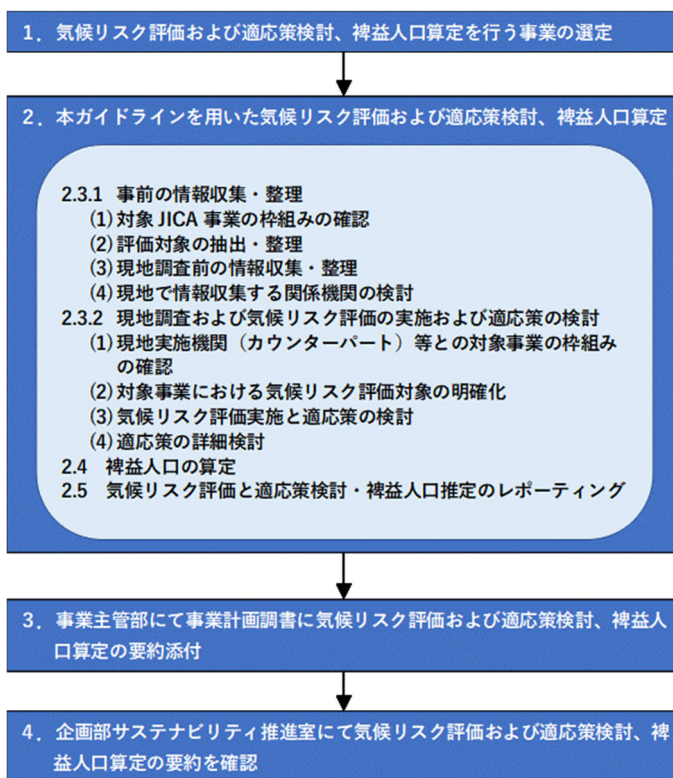 1．気候リスク評価および適応策検討、裨益人口算定を行う事業の選定
2．本ガイドラインを用いた気候リスク評価および適応策検討、裨益人口算定
2.3.1 事前の情報収集・整理
(1)対象 JICA 事業の枠組みの確認
(2)評価対象の抽出・整理
(3)現地調査前の情報収集・整理
(4)現地で情報収集する関係機関の検討
2.3.2 現地調査および気候リスク評価の実施および適応策の検討
(1)現地実施機関（カウンターパート）等との対象事業の枠組み
の確認
(2)対象事業における気候リスク評価対象の明確化
(3)気候リスク評価実施と適応策の検討
(4)適応策の詳細検討
2.4 裨益人口の算定
2.5 気候リスク評価と適応策検討・裨益人口推定のレポーティング
3．事業主管部にて事業計画調書に気候リスク評価および適応策検討、裨益人
口算定の要約添付
4．企画部サステナビリティ推進室にて気候リスク評価および適応策検討、裨
益人口算定の要約を確認